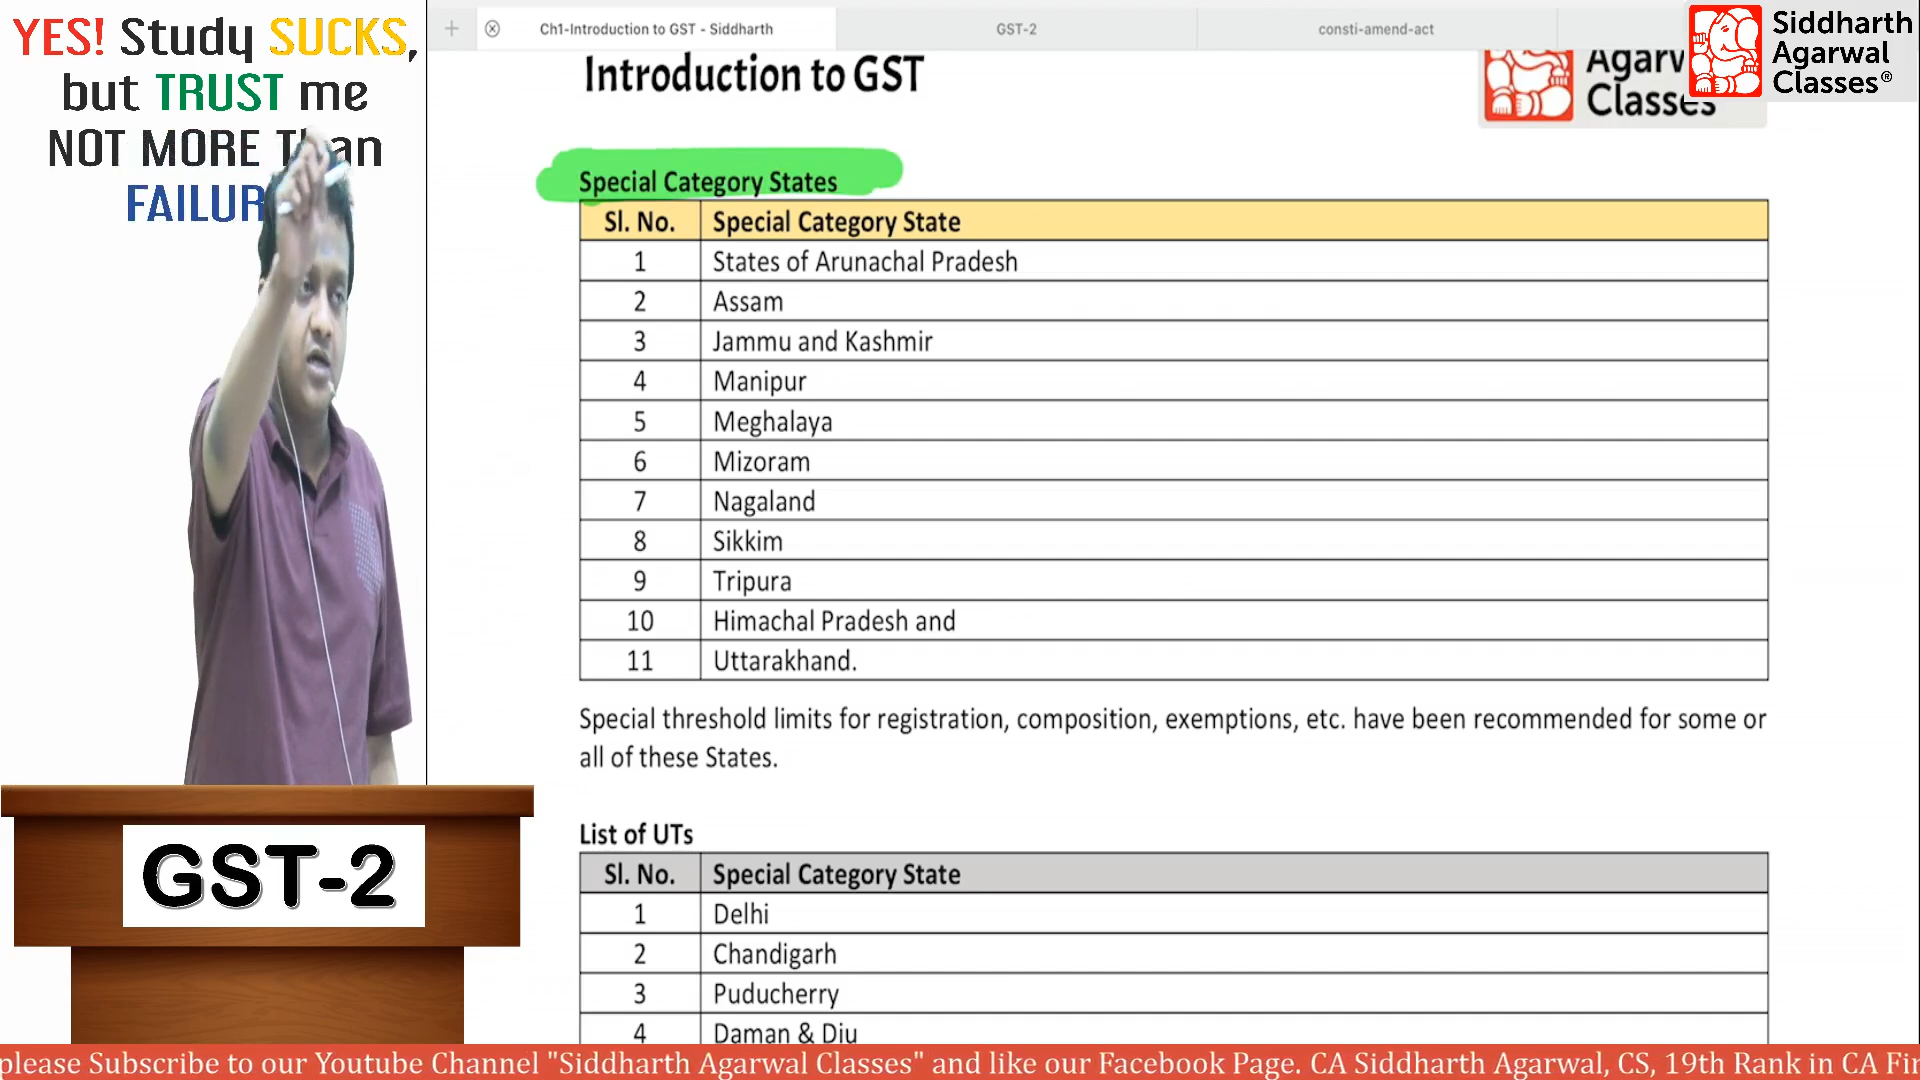 YES! Study SUCKS,
but TRUST me
NOT MORE Than
FAILUR
Ch1-Introduction to GST - Siddharth
GST-2
consti-amend-act
Siddharth
Agarwal
Classes®
Introduction to GST
Agarw
Classes
Special Category States
Sl. No. Special Category State
1 States of Arunachal Pradesh
2 Assam
3 Jammu and Kashmir
4 Manipur
5 Meghalaya
6 Mizoram
7 Nagaland
8 Sikkim
9 Tripura
10 Himachal Pradesh and
11 Uttarakhand.
Special threshold limits for registration, composition, exemptions, etc. have been recommended for some or
all of these States.
List of UTs
Sl. No. Special Category State
1 Delhi
2 Chandigarh
3 Puducherry
4 Daman & Diu
GST-2
please Subscribe to our Youtube Channel "Siddharth Agarwal Classes" and like our Facebook Page. CA Siddharth Agarwal, CS, 19th Rank in CA Fin